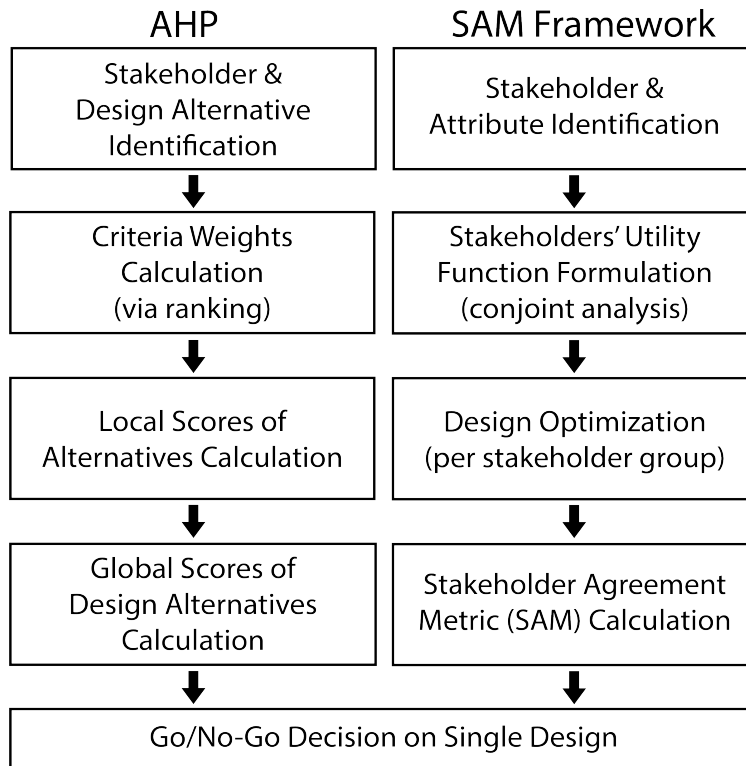 AHP
Stakeholder &
Design Alternative
Identification
Criteria Weights
Calculation
(via ranking)
Local Scores of
Alternatives Calculation
Global Scores of
Design Alternatives
Calculation
SAM Framework
Stakeholder &
Attribute Identification
Stakeholders’ Utility
Function Formulation
(conjoint analysis)
Design Optimization
(per stakeholder group)
Stakeholder Agreement
Metric (SAM) Calculation
Go/No-Go Decision on Single Design